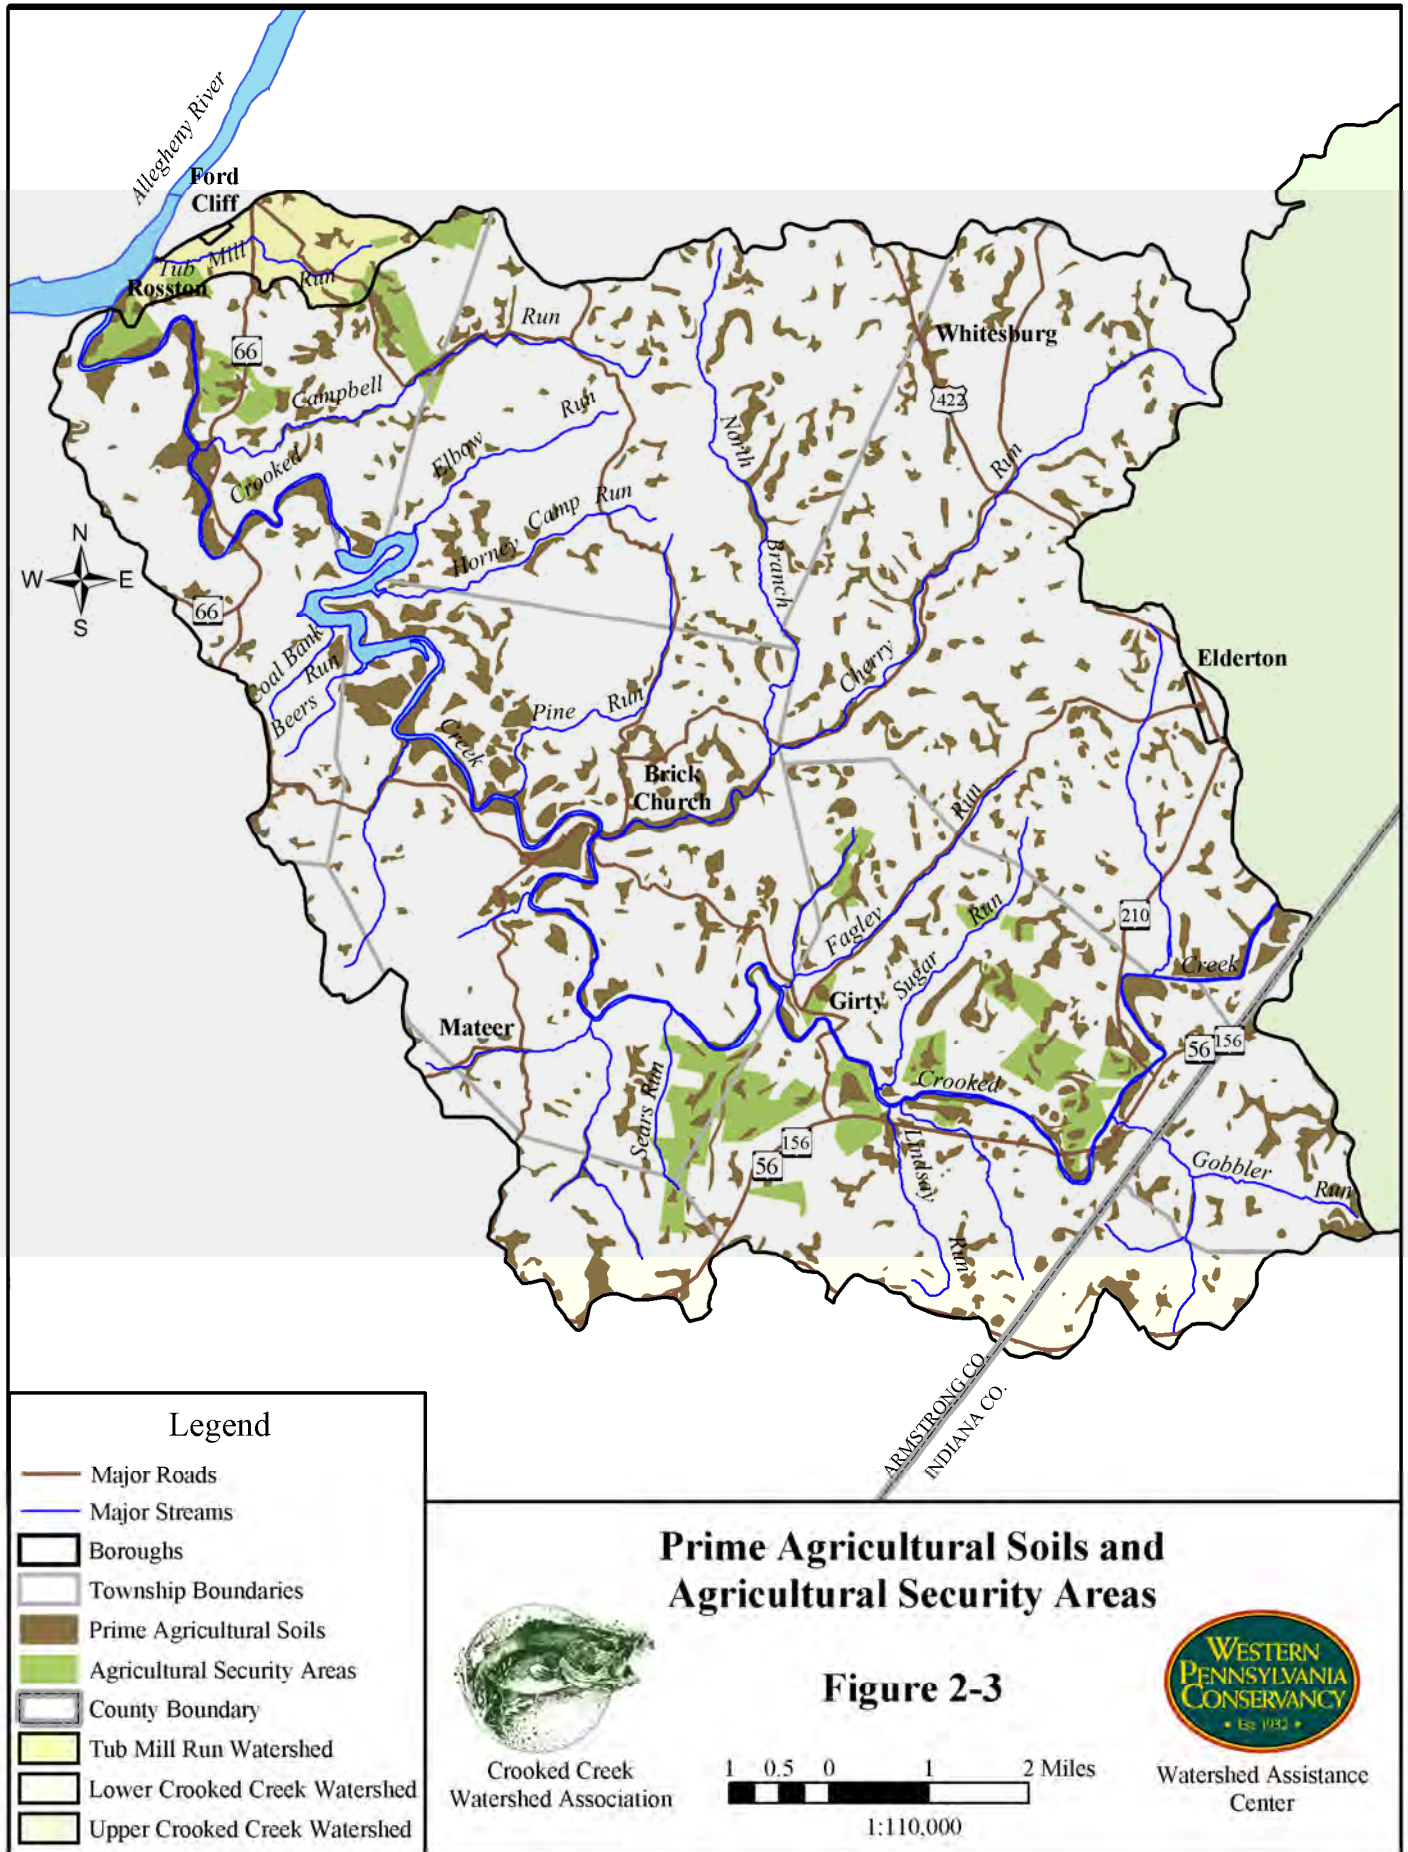 Allegheny River
Ford
Cliff
Tub Mill
Run
Rosston
66
Run
Campbell
Whitesburg
422
Elbow
Run
North
Crooked
Run
Horney Camp Run
Branch
N
W E
S
66
Coal Bank
Run
Beers
Cherry
Elderton
Pine Run
Creek
Brick
Church
Run
210
Fagley
Run
Sugar
Creek
Girty
Mateer
56 156
Sears Run
Crooked
156
56
Lindsay
Run
Gobbler
Run
ARMSTRONG CO.
INDIANA CO.
Legend
Major Roads
Major Streams
Boroughs
Township Boundaries
Prime Agricultural Soils
Agricultural Security Areas
County Boundary
Tub Mill Run Watershed
Lower Crooked Creek Watershed
Upper Crooked Creek Watershed
Prime Agricultural Soils and
Agricultural Security Areas
Figure 2-3
Crooked Creek
Watershed Association
1 0.5 0 1 2 Miles
1:110,000
WESTERN
PENNSYLVANIA
CONSERVANCY
• Est 1932 •
Watershed Assistance
Center